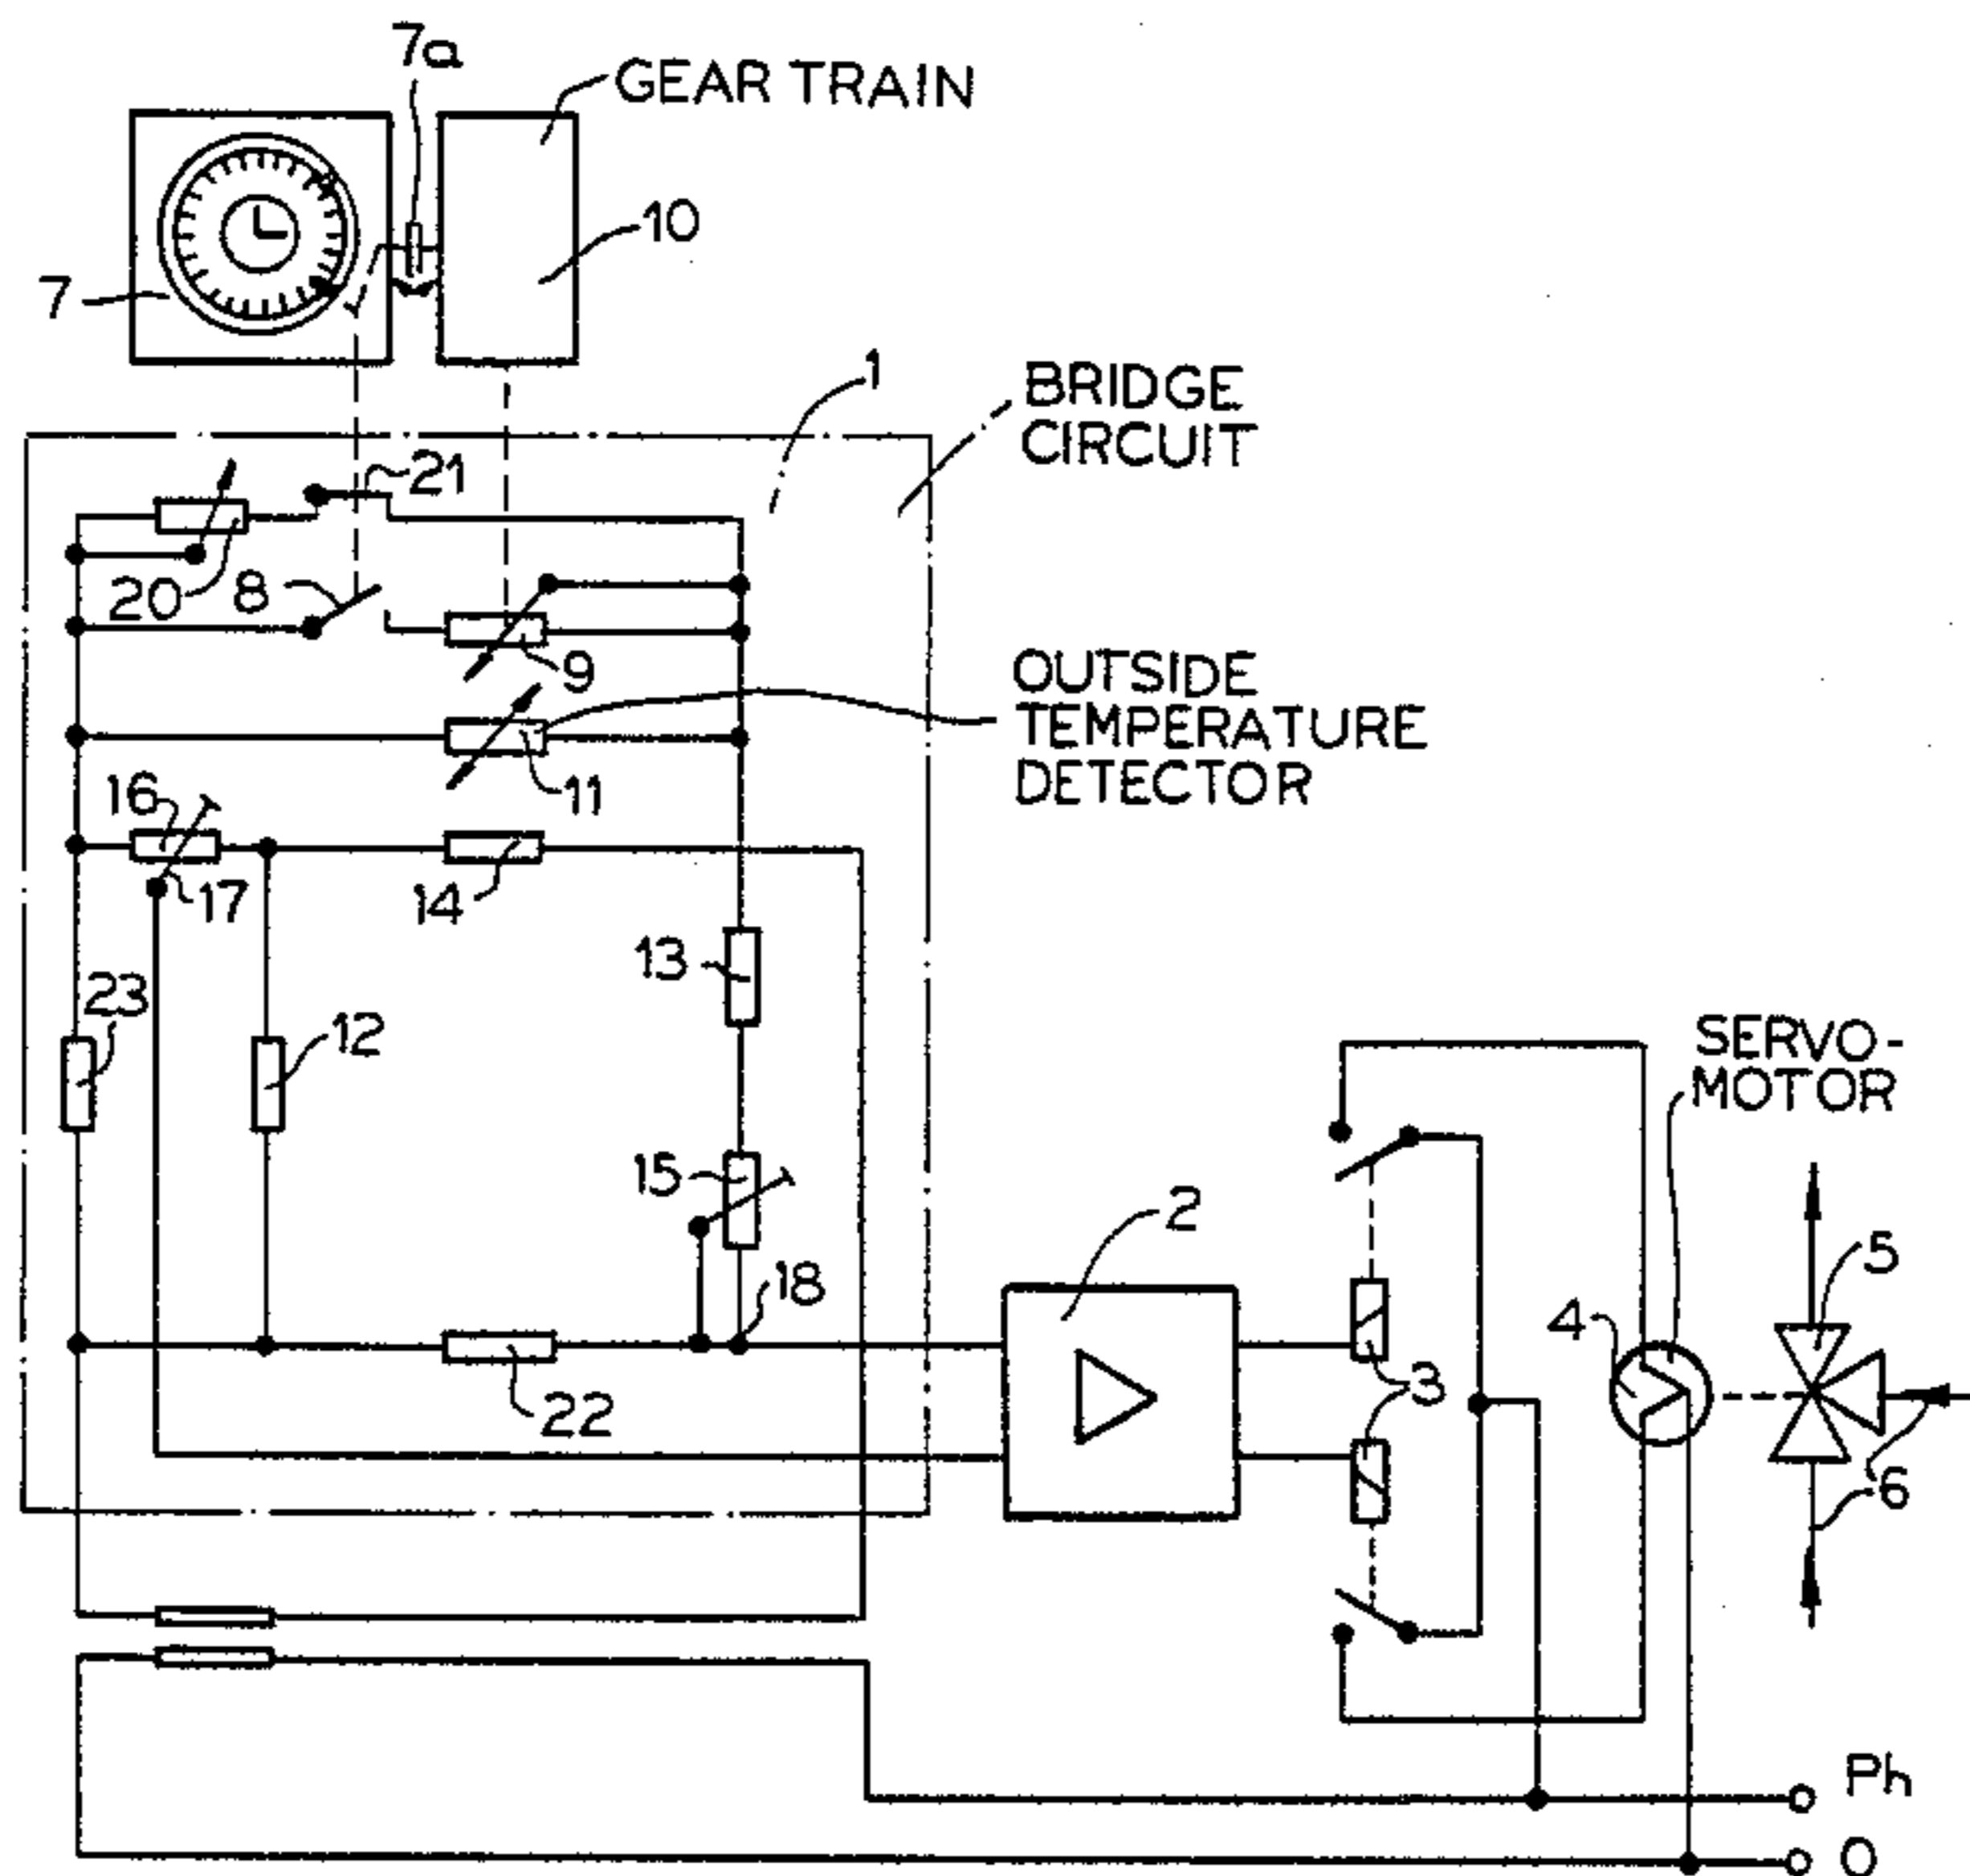 7a
GEAR TRAIN
10
7
1
BRIDGE
CIRCUIT
21
20
8
9
OUTSIDE
TEMPERATURE
DETECTOR
11
16
17
14
13
23
12
SERVO-
MOTOR
15
2
18
5
4
3
22
6
Ph
O